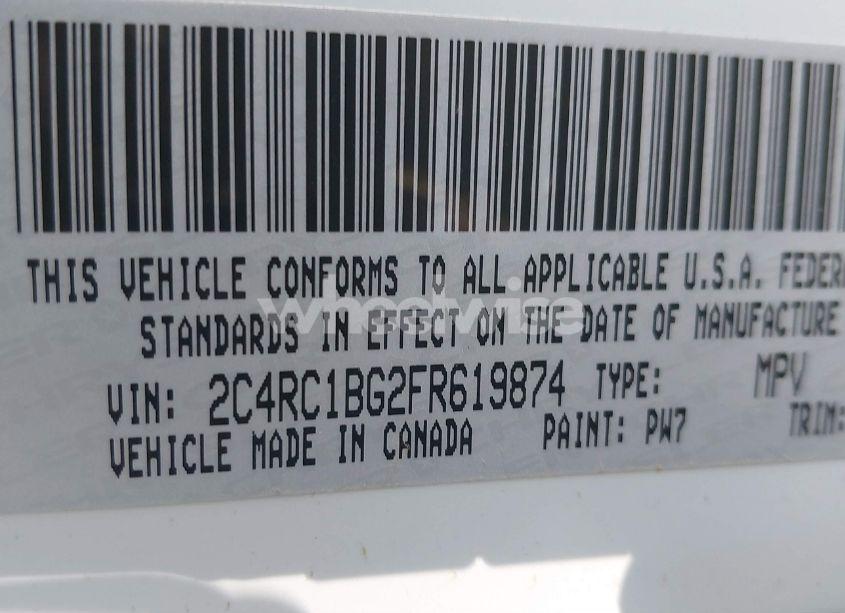 THIS VEHICLE CONFORMS TO ALL APPLICABLE U.S.A. FEDER
STANDARDS IN EFFECT ON THE DATE OF MANUFACTURE
wheelwise
VIN: 2C4RC1BG2FR619874 TYPE: MPV
VEHICLE MADE IN CANADA PAINT: PW7 TRIM: